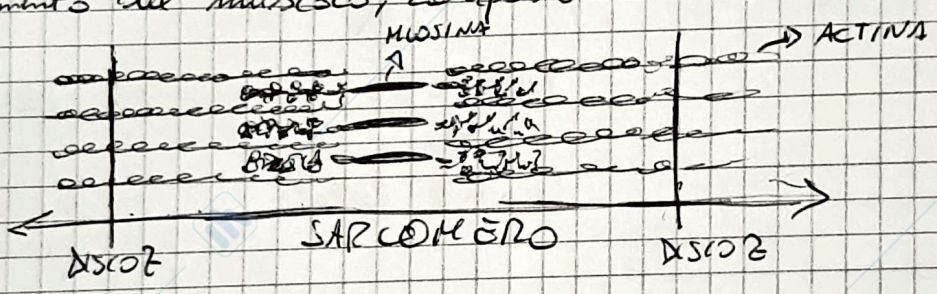 MIOSINA
ACTINA
SARCOMERO
DISCO Z
DISCO Z